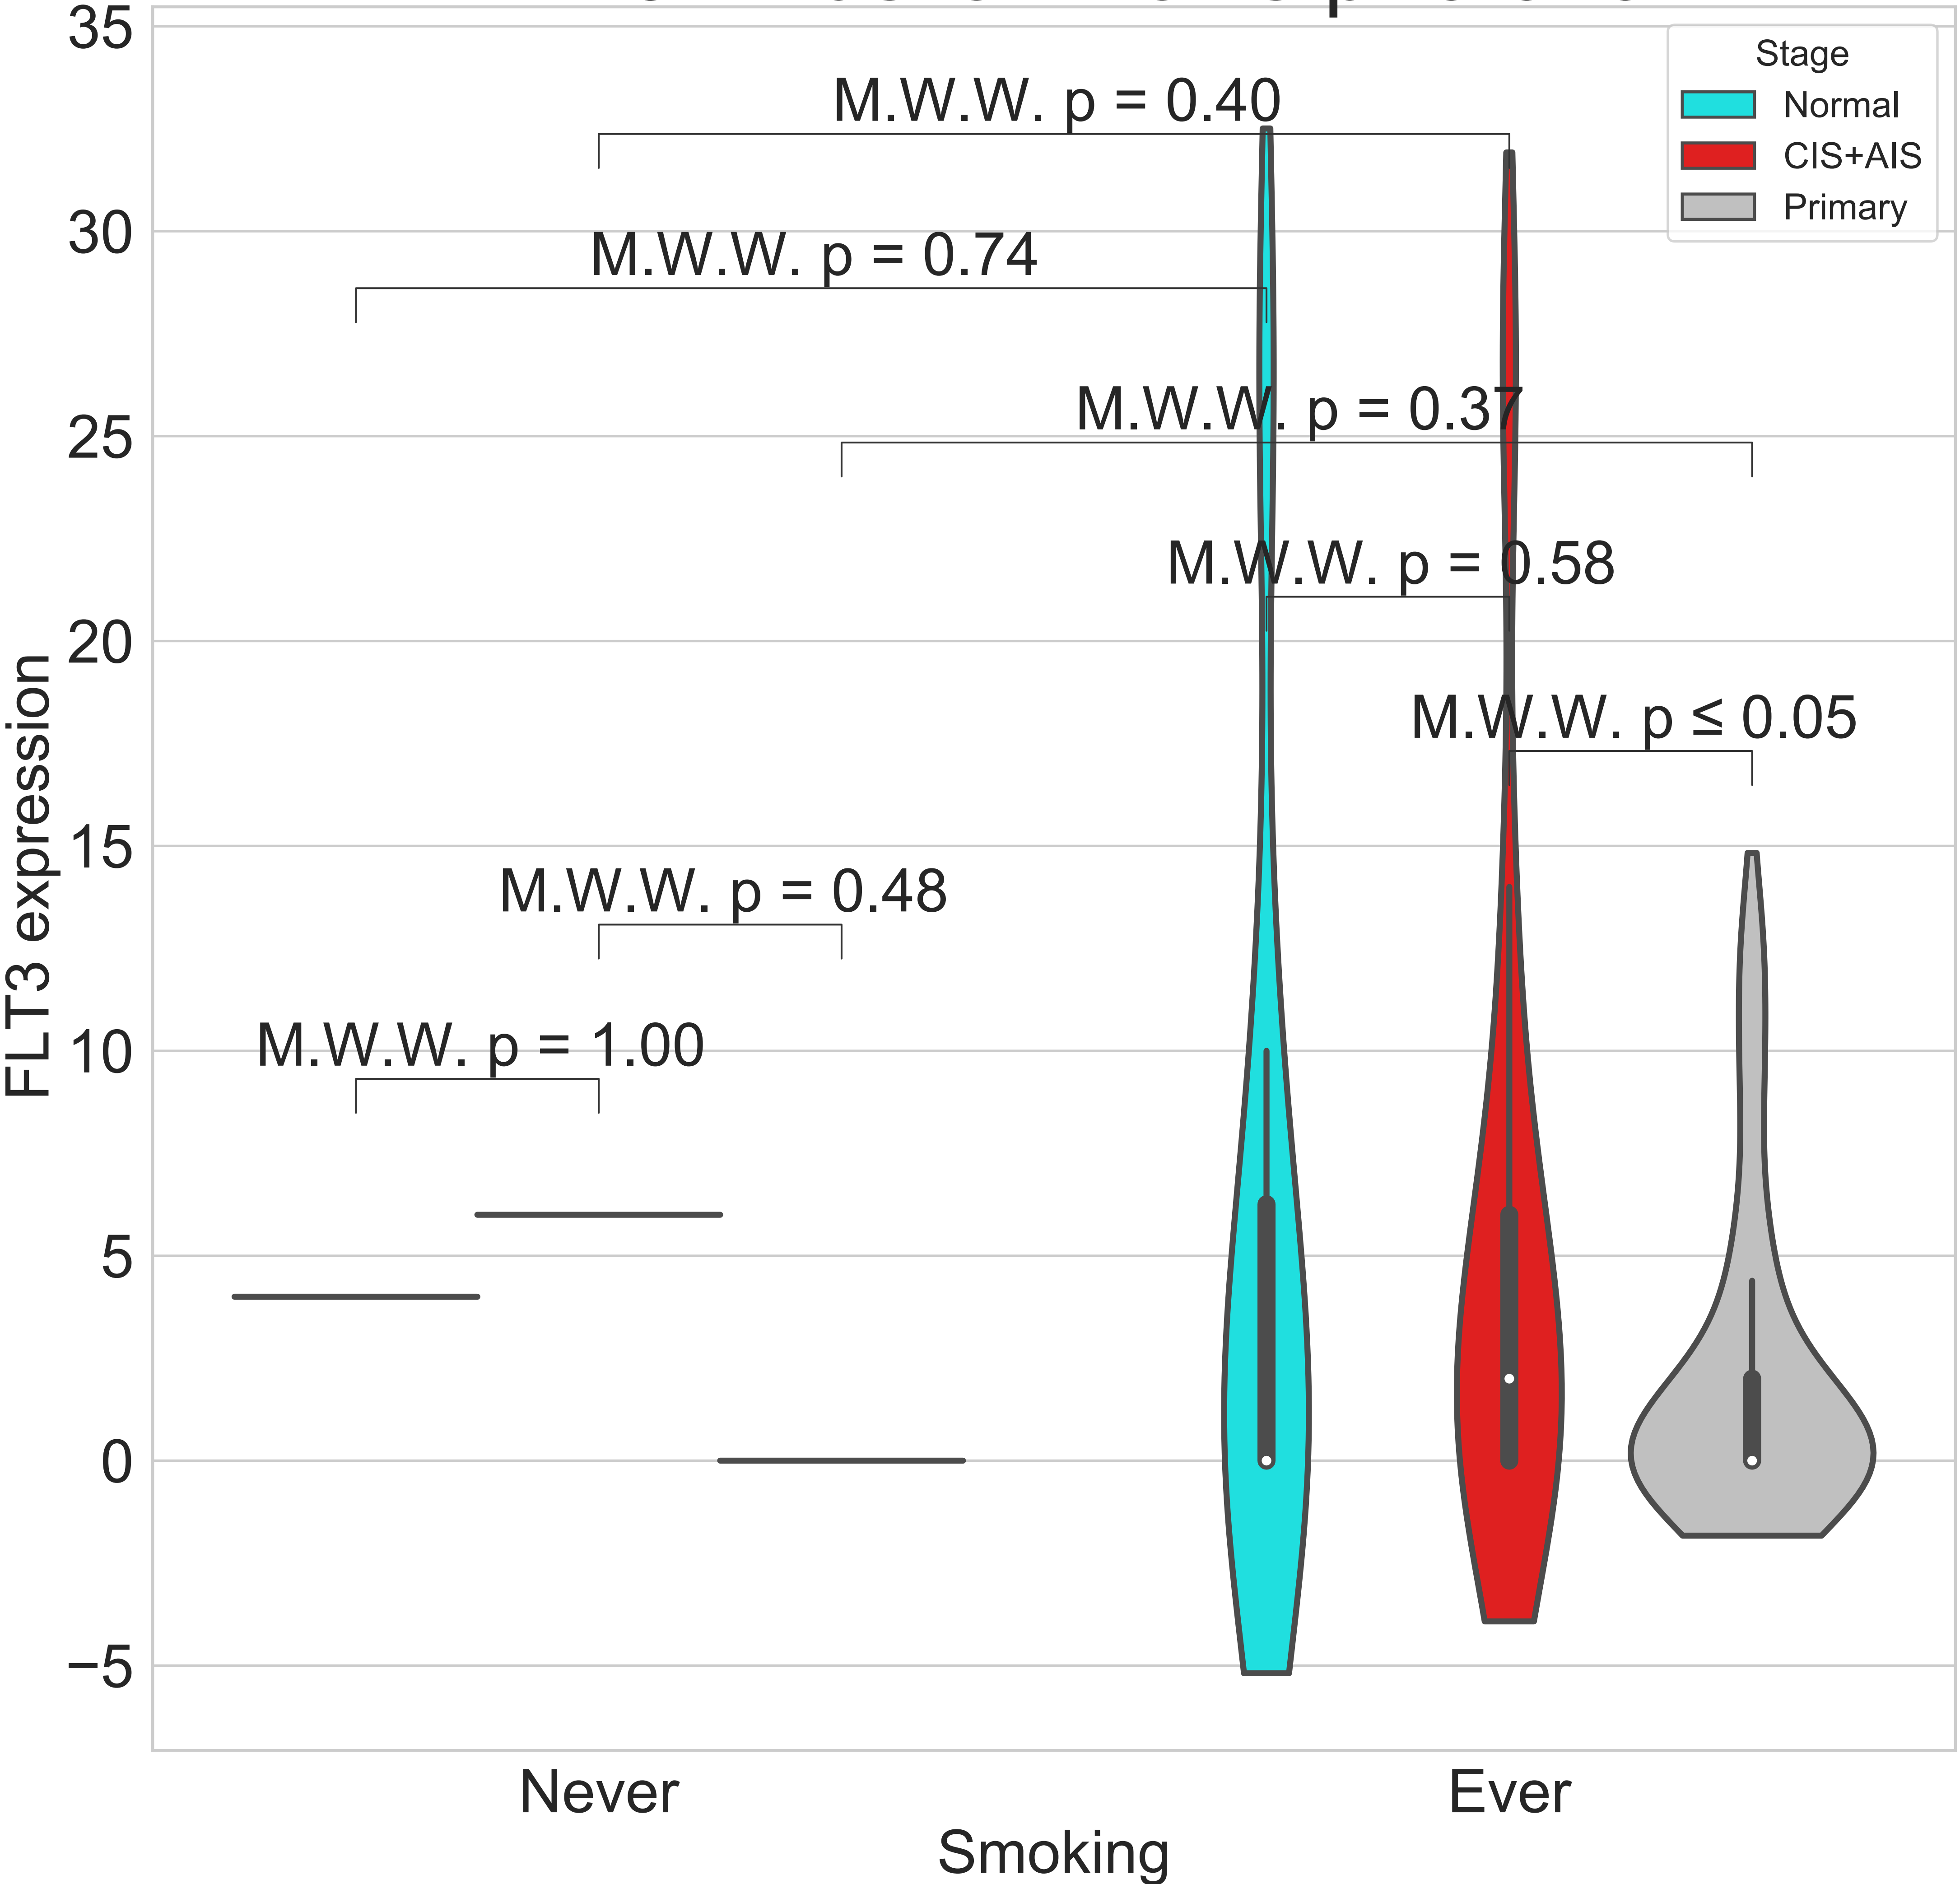 35
30
25
20
15
10
5
0
−5
FLT3 expression
M.W.W. p = 0.40
M.W.W. p = 0.74
M.W.W. p = 0.37
M.W.W. p = 0.58
M.W.W. p ≤ 0.05
M.W.W. p = 0.48
M.W.W. p = 1.00
Stage
Normal
CIS+AIS
Primary
Never
Ever
Smoking